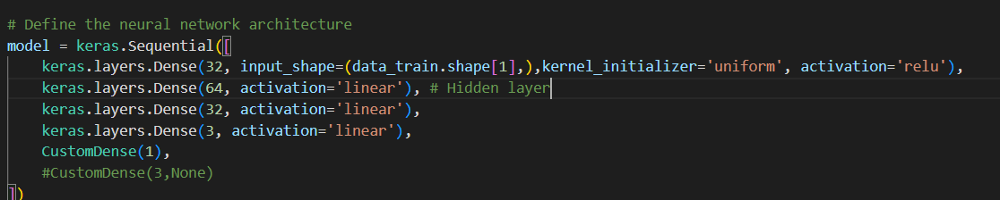 # Define the neural network architecture
model = keras.Sequential([
    keras.layers.Dense(32, input_shape=(data_train.shape[1],),kernel_initializer='uniform', activation='relu'),
    keras.layers.Dense(64, activation='linear'), # Hidden layer
    keras.layers.Dense(32, activation='linear'),
    keras.layers.Dense(3, activation='linear'),
    CustomDense(1),
    #CustomDense(3,None)
])